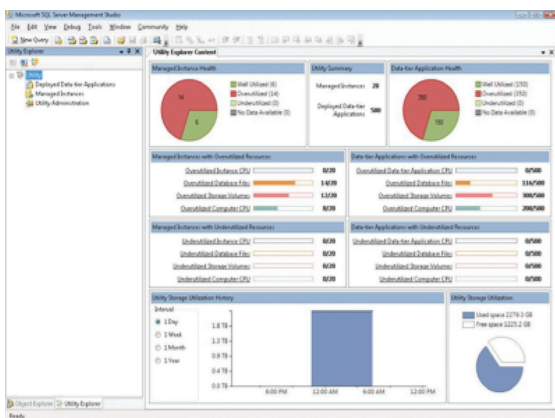 Microsoft SQL Server Management Studio
File Edit View Debug Tools Window Community Help
New Query
Utility Explorer
Utility
Deployed Data-tier Applications
Managed Instances
Utility Administration
Object Explorer Utility Explorer
Ready
Utility Explorer Content
Managed Instance Health
14
6
Well Utilized (6)
Overutilized (14)
Underutilized (0)
No Data Available (0)
Utility Summary
Managed Instances 20
Deployed Data-tier Applications 500
Data-tier Application Health
350
150
Well Utilized (150)
Overutilized (350)
Underutilized (0)
No Data Available (0)
Managed Instances with Overutilized Resources
Overutilized Instance CPU 0/20
Overutilized Database Files 14/20
Overutilized Storage Volumes 12/20
Overutilized Computer CPU 8/20
Data-tier Applications with Overutilized Resources
Overutilized Data-tier Application CPU 0/500
Overutilized Database Files 116/500
Overutilized Storage Volumes 300/500
Overutilized Computer CPU 200/500
Managed Instances with Underutilized Resources
Underutilized Instance CPU 0/20
Underutilized Database Files 0/20
Underutilized Storage Volumes 0/20
Underutilized Computer CPU 0/20
Data-tier Applications with Underutilized Resources
Underutilized Data-tier Application CPU 0/500
Underutilized Database Files 0/500
Underutilized Storage Volumes 0/500
Underutilized Computer CPU 0/500
Utility Storage Utilization History
Interval
1 Day
1 Week
1 Month
1 Year
1.8 TB
1.3 TB
0.9 TB
0.4 TB
0.0 TB
6:00 PM 12:00 AM 6:00 AM 12:00 PM
Utility Storage Utilization
Used space 2279.3 GB
Free space 1225.2 GB